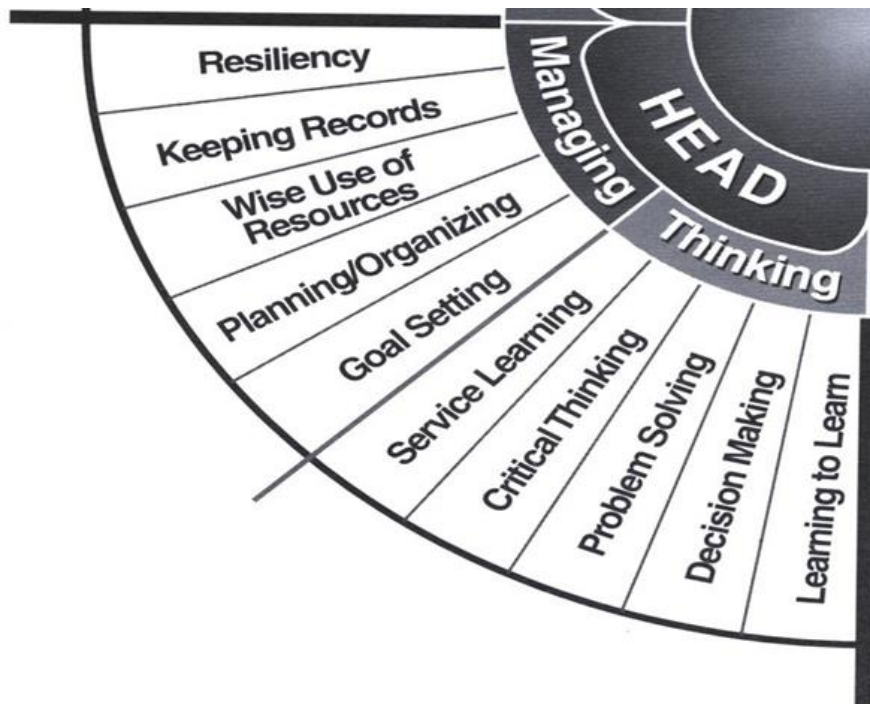 HEAD
Managing
Resiliency
Keeping Records
Wise Use of
Resources
Planning/Organizing
Goal Setting
Thinking
Service Learning
Critical Thinking
Problem Solving
Decision Making
Learning to Learn